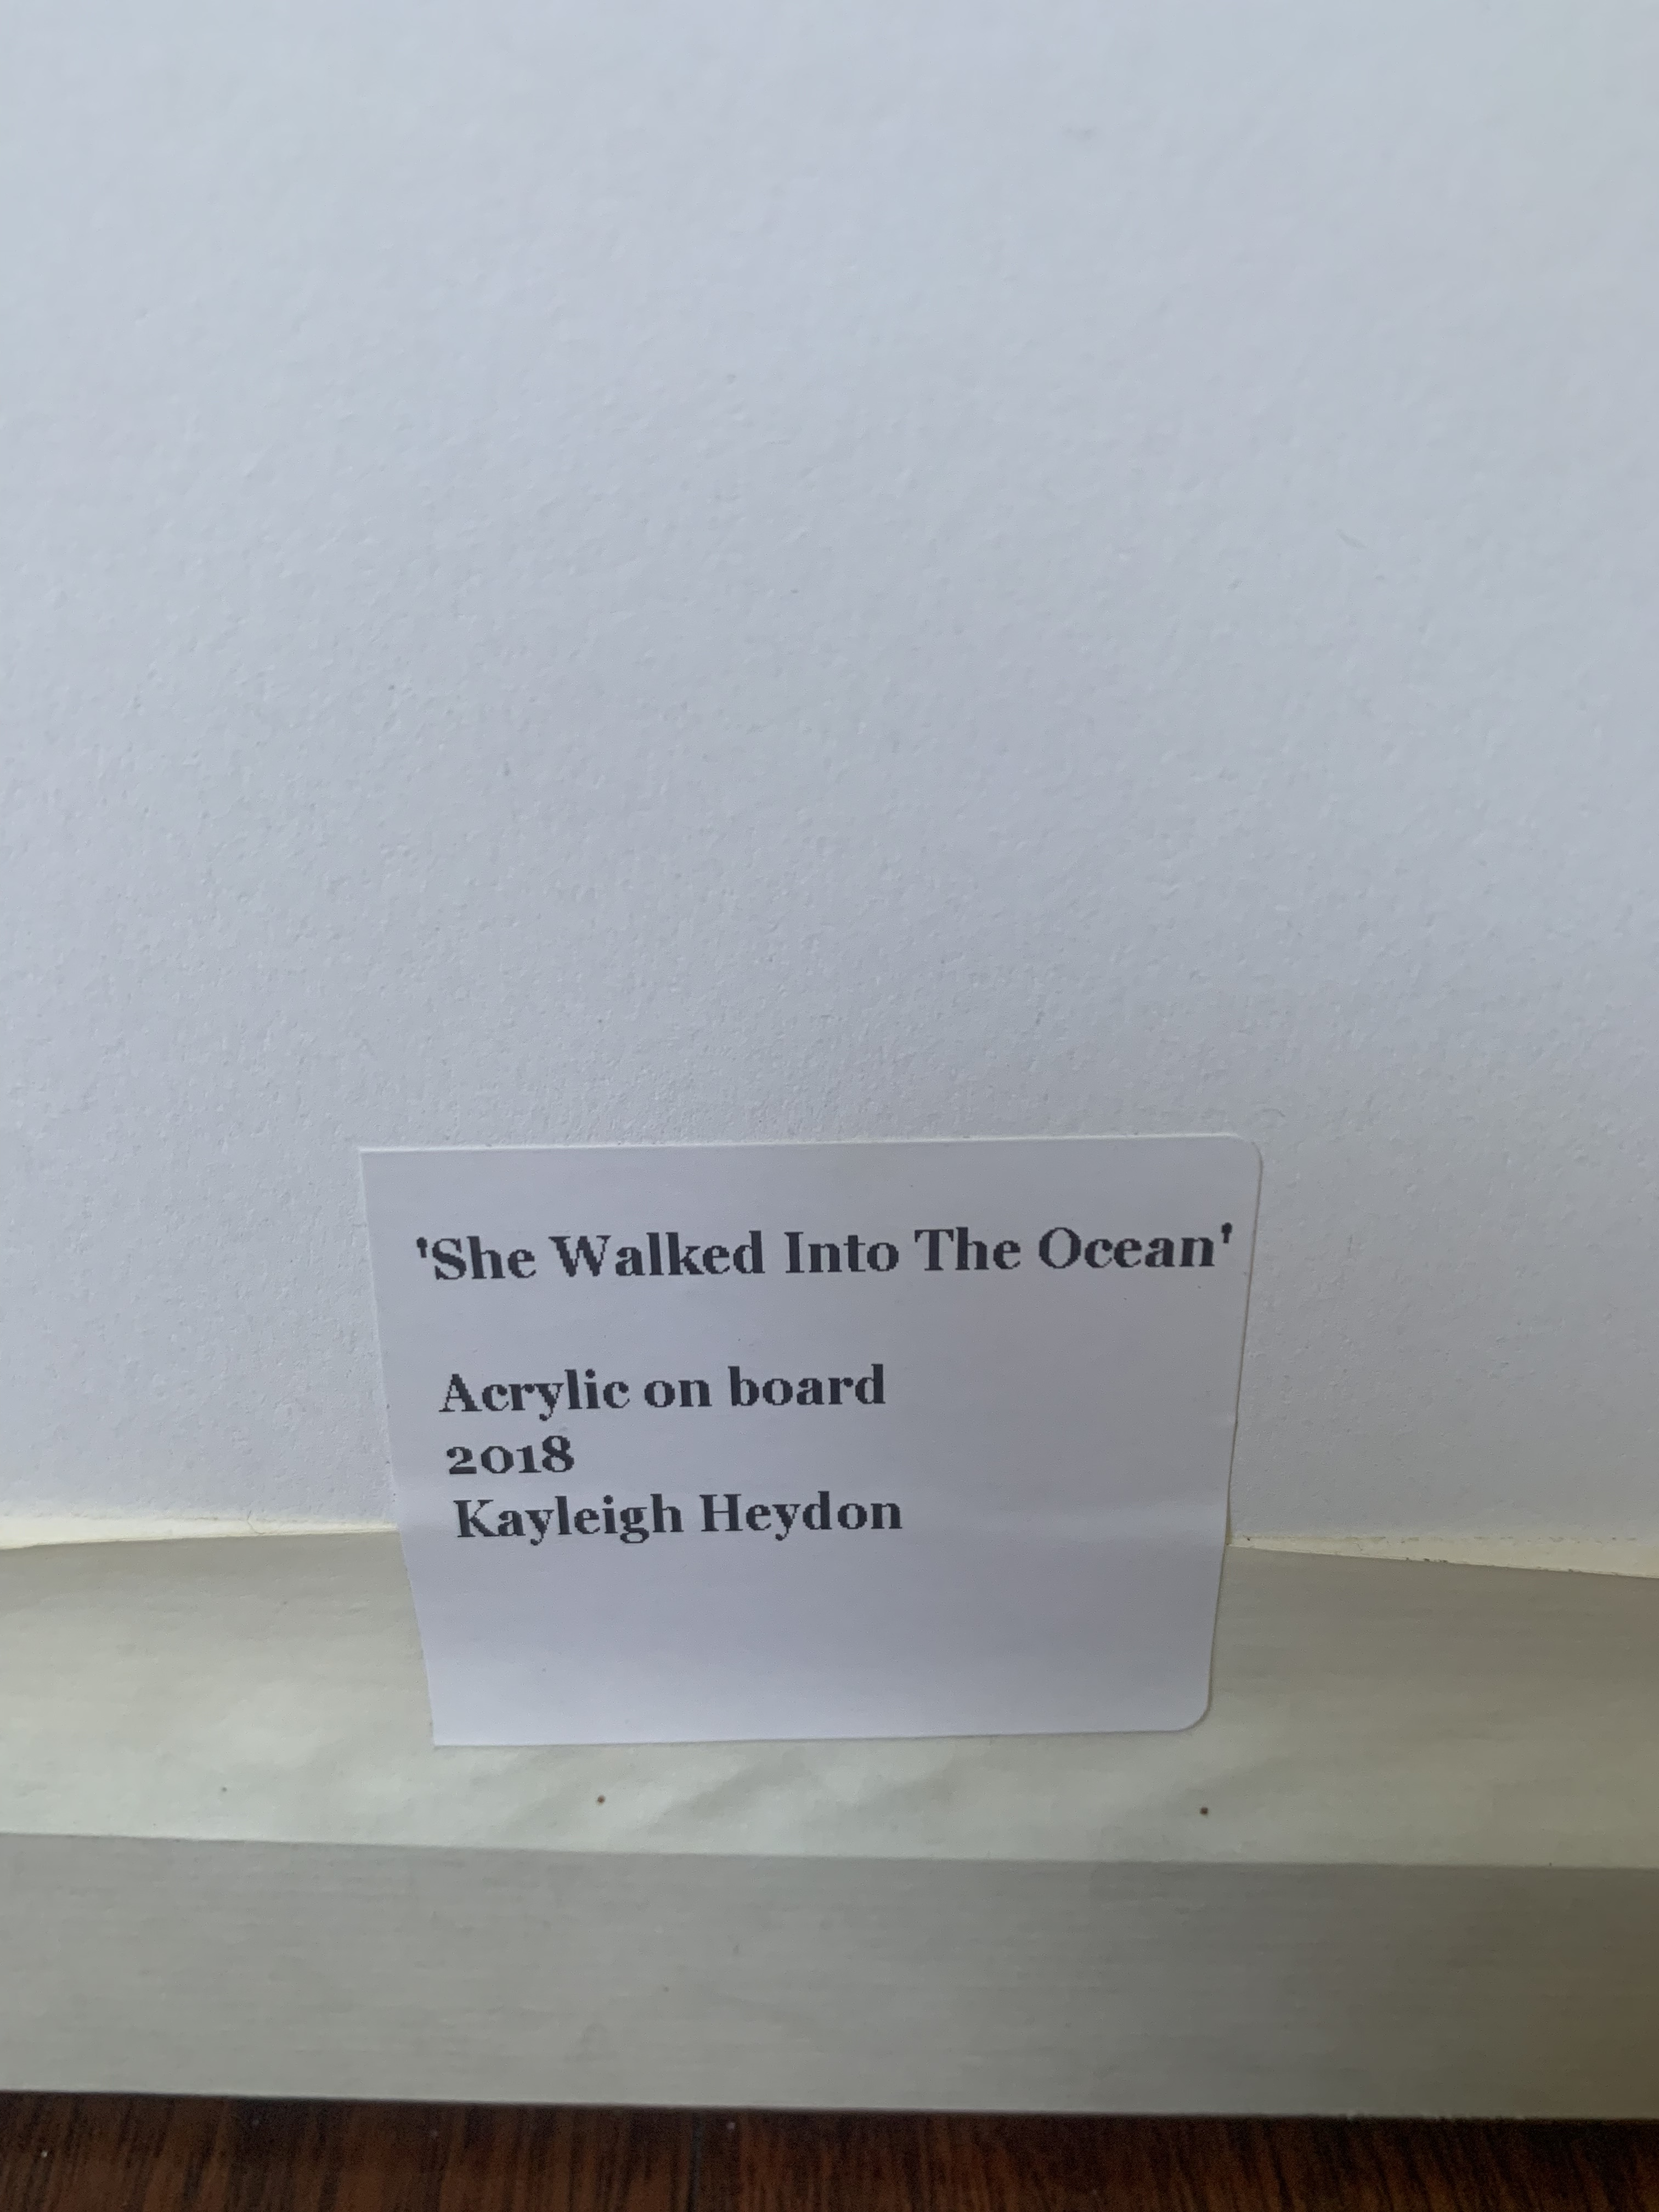 'She Walked Into The Ocean'
Acrylic on board
2018
Kayleigh Heydon